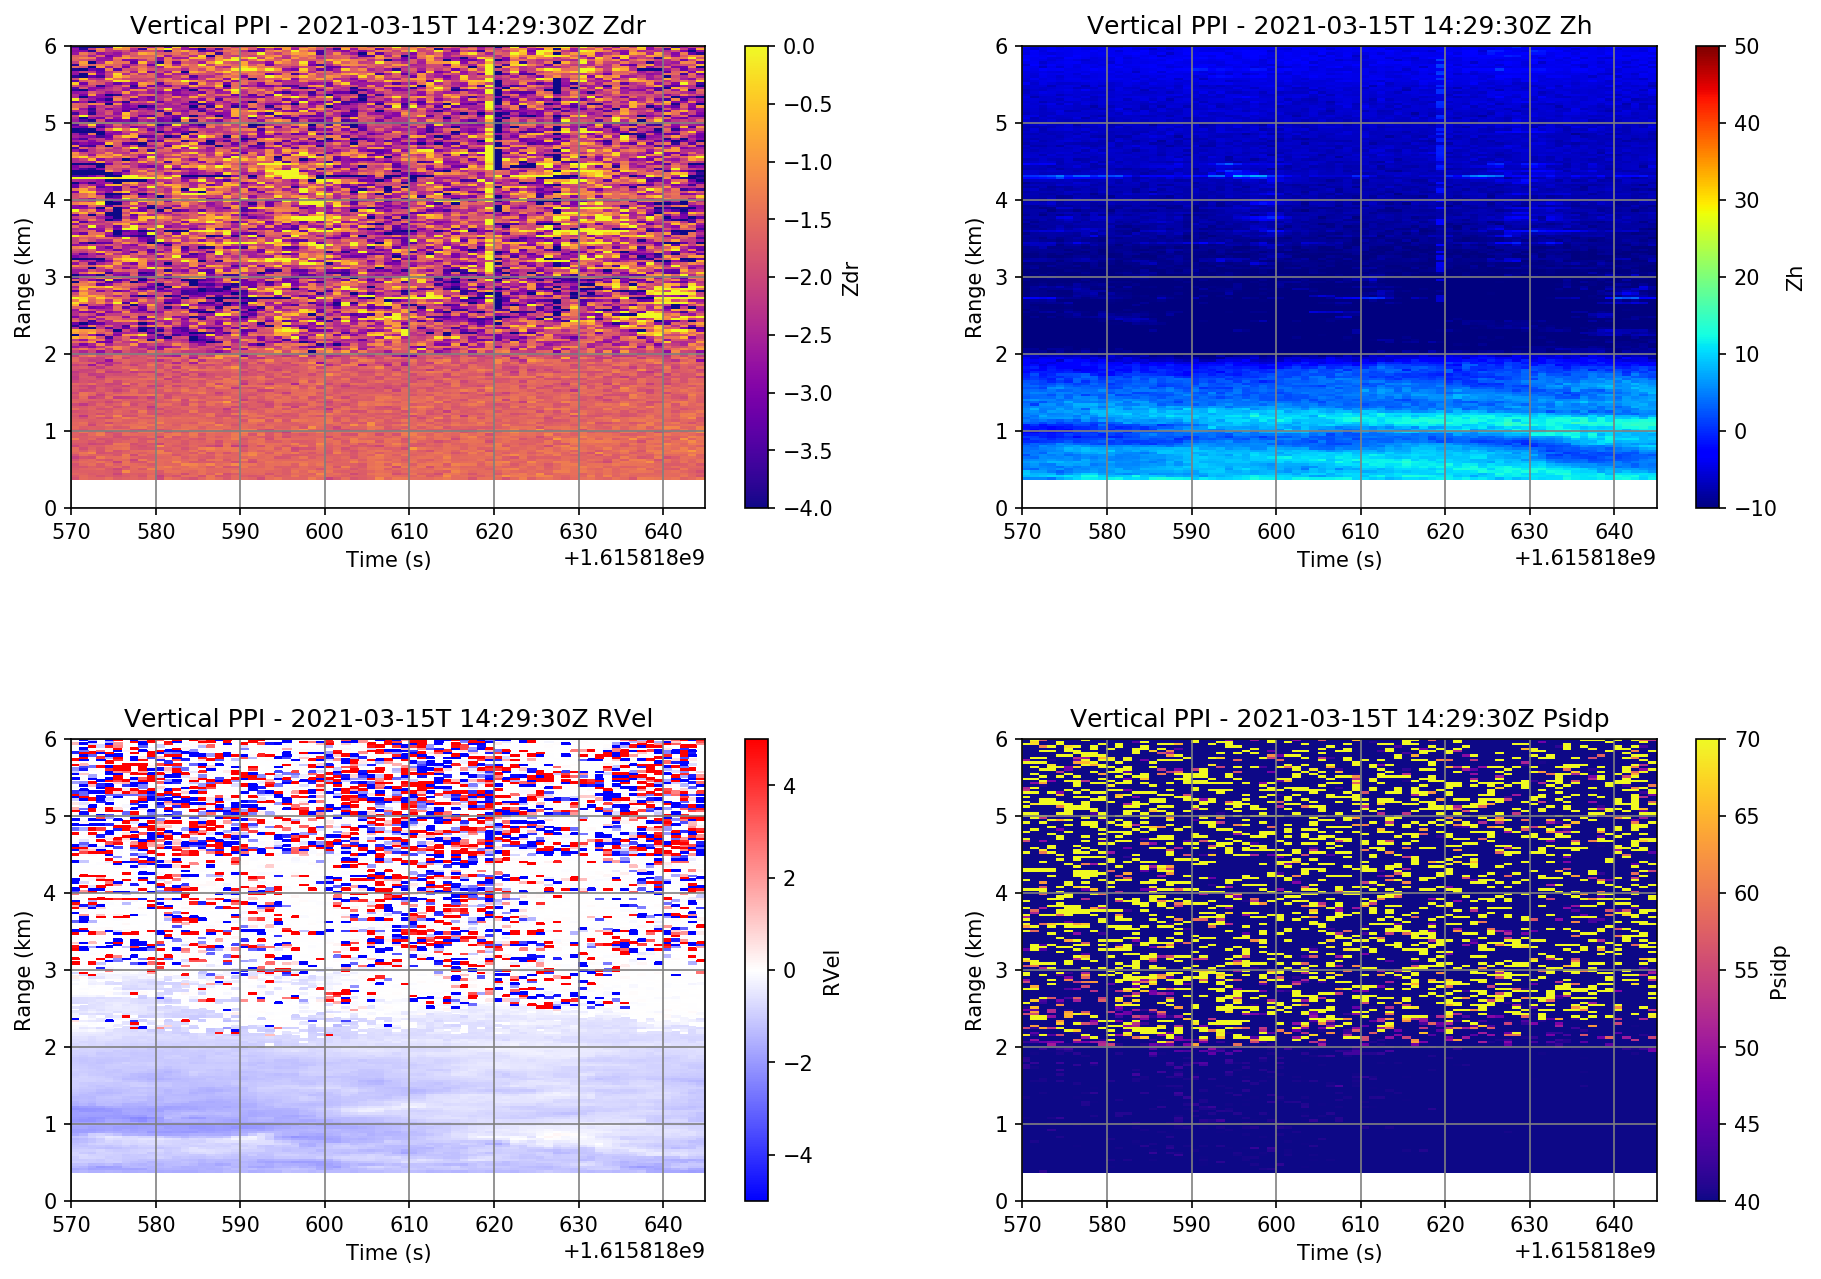 Vertical PPI - 2021-03-15T 14:29:30Z Zdr
6
5
4
3
2
1
0
Range (km)
570 580 590 600 610 620 630 640
Time (s)
+1.615818e9
0.0
−0.5
−1.0
−1.5
−2.0
−2.5
−3.0
−3.5
−4.0
Zdr
Vertical PPI - 2021-03-15T 14:29:30Z Zh
6
5
4
3
2
1
0
Range (km)
570 580 590 600 610 620 630 640
Time (s)
+1.615818e9
50
40
30
20
10
0
−10
Zh
Vertical PPI - 2021-03-15T 14:29:30Z RVel
6
5
4
3
2
1
0
Range (km)
570 580 590 600 610 620 630 640
Time (s)
+1.615818e9
4
2
0
−2
−4
RVel
Vertical PPI - 2021-03-15T 14:29:30Z Psidp
6
5
4
3
2
1
0
Range (km)
570 580 590 600 610 620 630 640
Time (s)
+1.615818e9
70
65
60
55
50
45
40
Psidp